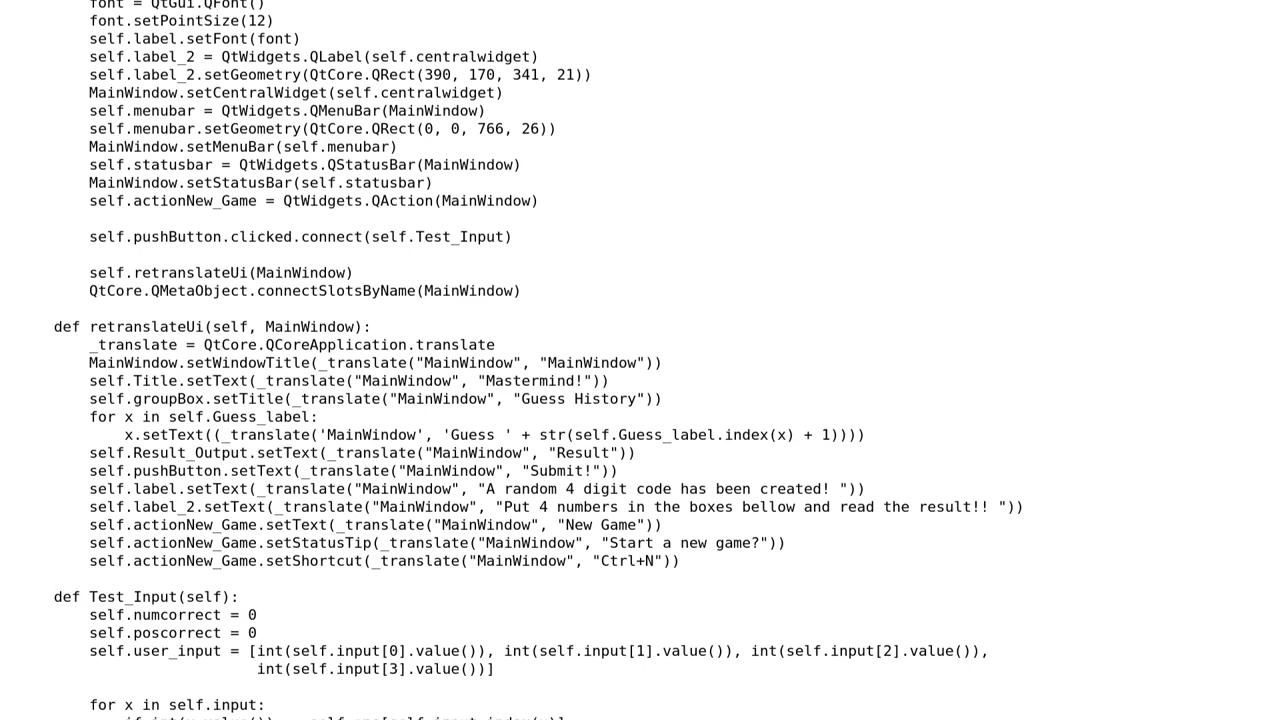 font = QtGui.QFont()
font.setPointSize(12)
self.label.setFont(font)
self.label_2 = QtWidgets.QLabel(self.centralwidget)
self.label_2.setGeometry(QtCore.QRect(390, 170, 341, 21))
MainWindow.setCentralWidget(self.centralwidget)
self.menubar = QtWidgets.QMenuBar(MainWindow)
self.menubar.setGeometry(QtCore.QRect(0, 0, 766, 26))
MainWindow.setMenuBar(self.menubar)
self.statusbar = QtWidgets.QStatusBar(MainWindow)
MainWindow.setStatusBar(self.statusbar)
self.actionNew_Game = QtWidgets.QAction(MainWindow)
self.pushButton.clicked.connect(self.Test_Input)
self.retranslateUi(MainWindow)
QtCore.QMetaObject.connectSlotsByName(MainWindow)
def retranslateUi(self, MainWindow):
_translate = QtCore.QCoreApplication.translate
MainWindow.setWindowTitle(_translate("MainWindow", "MainWindow"))
self.Title.setText(_translate("MainWindow", "Mastermind!"))
self.groupBox.setTitle(_translate("MainWindow", "Guess History"))
for x in self.Guess_label:
x.setText((_translate('MainWindow', 'Guess ' + str(self.Guess_label.index(x) + 1))))
self.Result_Output.setText(_translate("MainWindow", "Result"))
self.pushButton.setText(_translate("MainWindow", "Submit!"))
self.label.setText(_translate("MainWindow", "A random 4 digit code has been created! "))
self.label_2.setText(_translate("MainWindow", "Put 4 numbers in the boxes bellow and read the result!! "))
self.actionNew_Game.setText(_translate("MainWindow", "New Game"))
self.actionNew_Game.setStatusTip(_translate("MainWindow", "Start a new game?"))
self.actionNew_Game.setShortcut(_translate("MainWindow", "Ctrl+N"))
def Test_Input(self):
self.numcorrect = 0
self.poscorrect = 0
self.user_input = [int(self.input[0].value()), int(self.input[1].value()), int(self.input[2].value()),
int(self.input[3].value())]
for x in self.input: